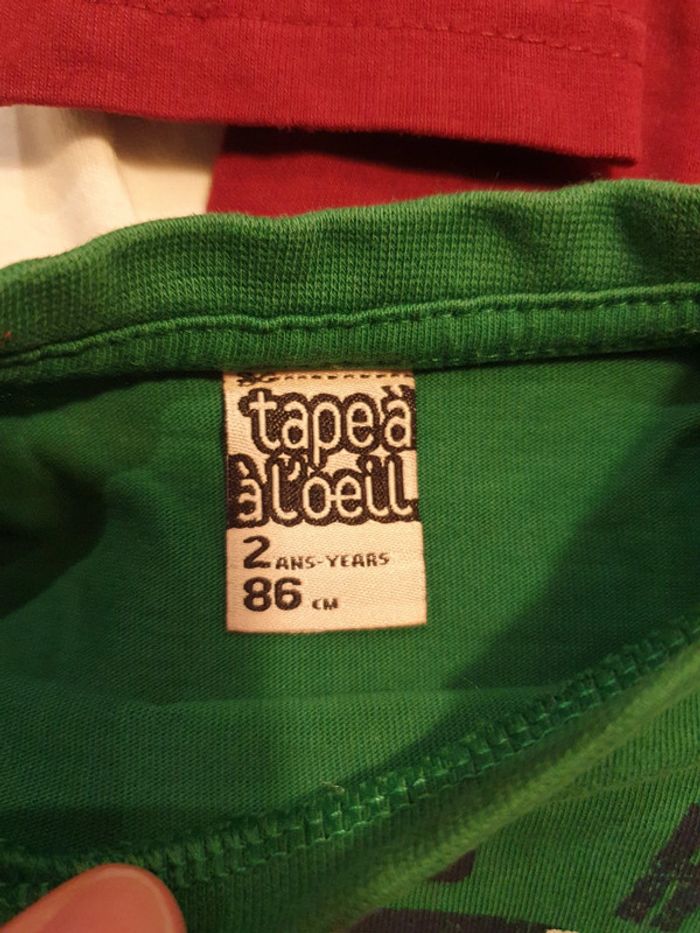 tape à
à l'oeil
2 ANS-YEARS
86 CM